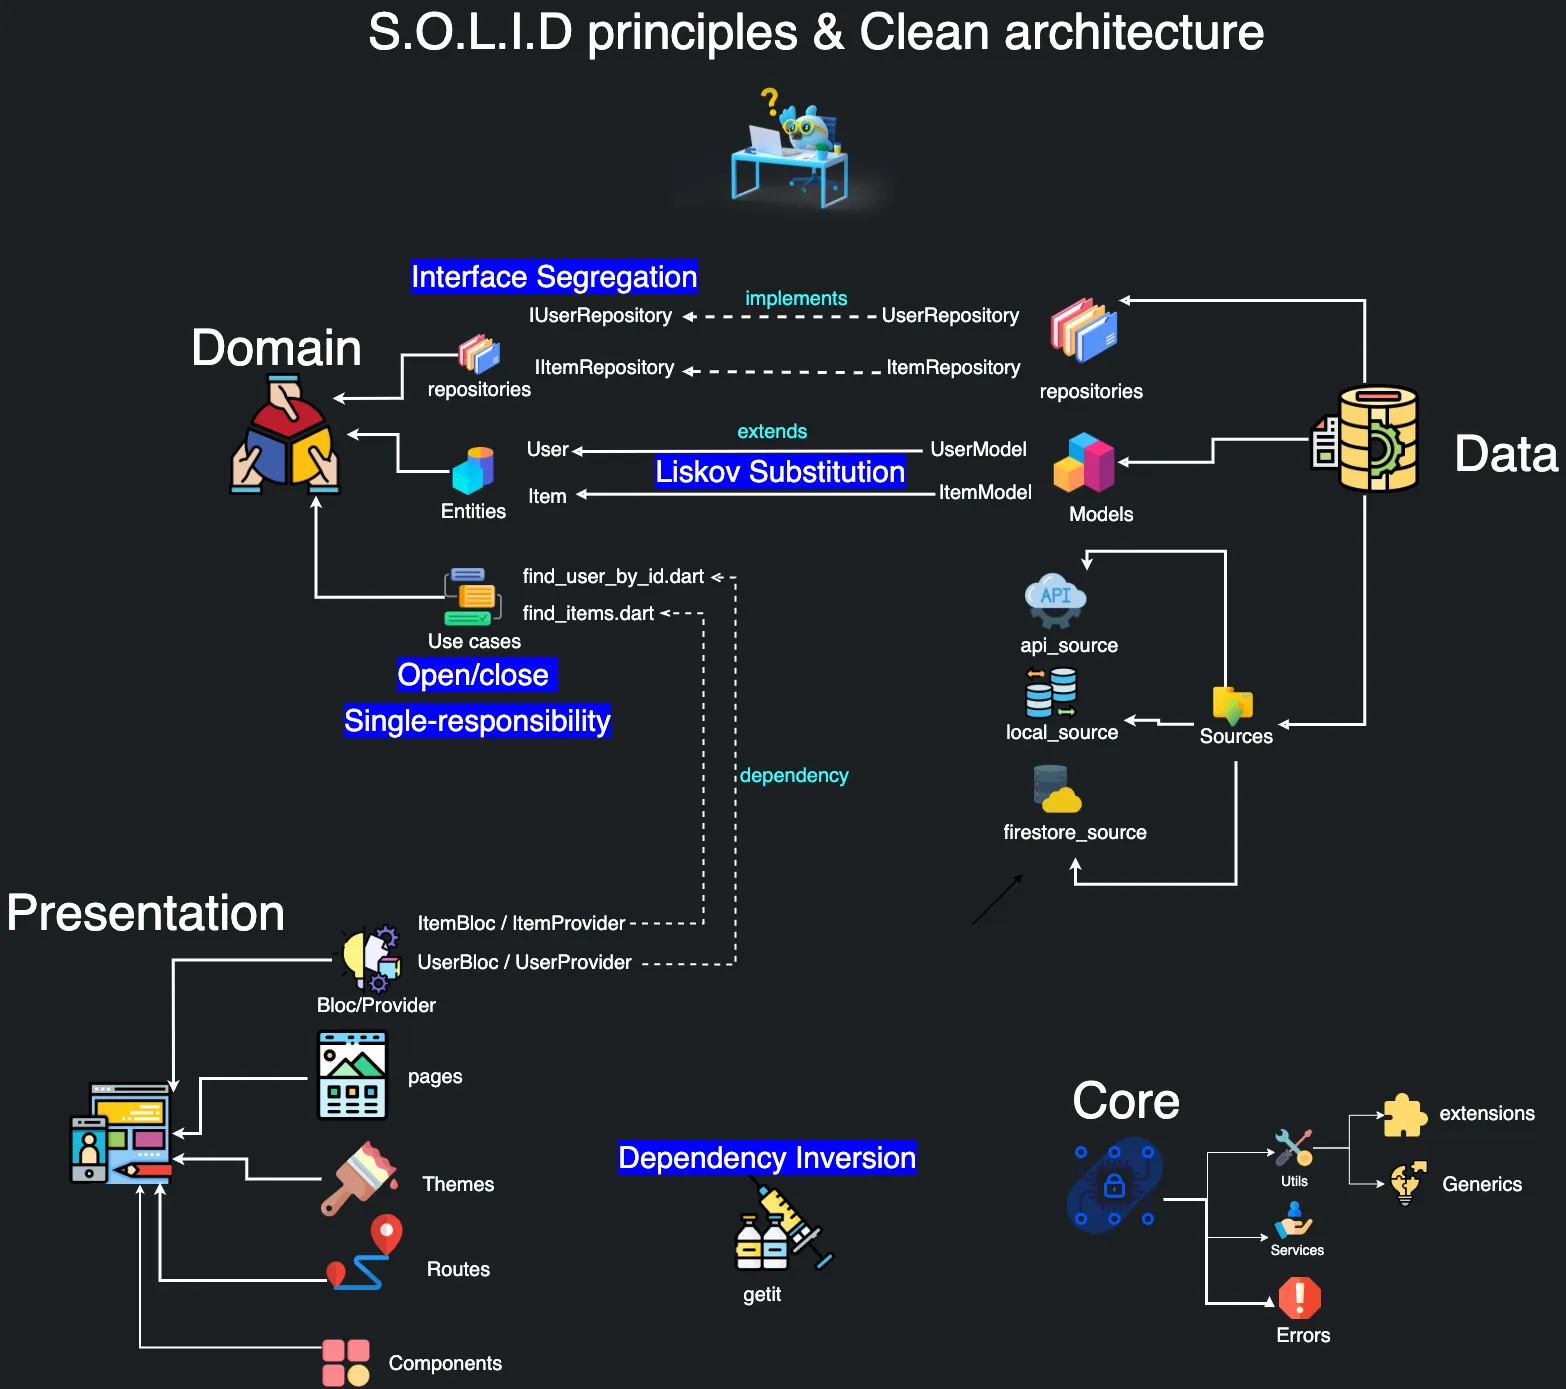 S.O.L.I.D principles & Clean architecture
?
Interface Segregation
implements
IUserRepository
UserRepository
Domain
IItemRepository
ItemRepository
repositories
repositories
extends
User
UserModel
Liskov Substitution
Data
Item
ItemModel
Entities
Models
find_user_by_id.dart
API
find_items.dart
Use cases
api_source
Open/close
Single-responsibility
local_source
Sources
dependency
firestore_source
Presentation
ItemBloc / ItemProvider
UserBloc / UserProvider
Bloc/Provider
pages
Core
extensions
Dependency Inversion
Utils
Themes
Generics
Services
Routes
getit
Errors
Components